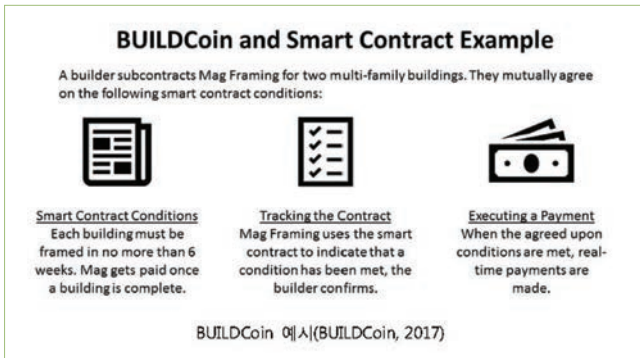 BUILDCoin and Smart Contract Example
A builder subcontracts Mag Framing for two multi-family buildings. They mutually agree
on the following smart contract conditions:
Smart Contract Conditions
Each building must be
framed in no more than 6
weeks. Mag gets paid once
a building is complete.
Tracking the Contract
Mag Framing uses the smart
contract to indicate that a
condition has been met, the
builder confirms.
Executing a Payment
When the agreed upon
conditions are met, real-
time payments are
made.
BUILDCoin 예시(BUILDCoin, 2017)